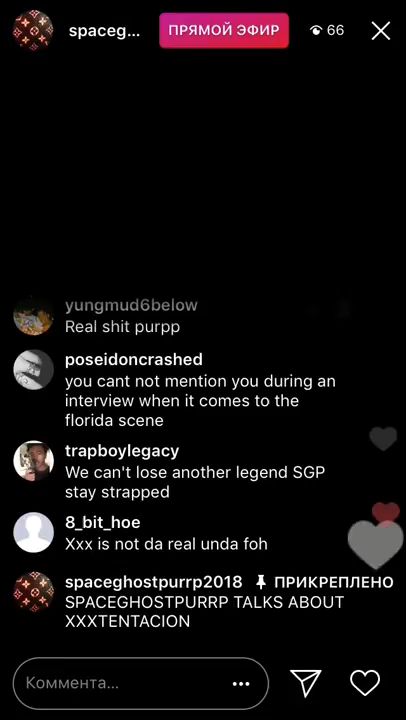 spaceg...
ПРЯМОЙ ЭФИР
66
yungmud6below
Real shit purpp
poseidoncrashed
you cant not mention you during an
interview when it comes to the
florida scene
trapboylegacy
We can't lose another legend SGP
stay strapped
8_bit_hoe
Xxx is not da real unda foh
spaceghostpurrp2018 ПРИКРЕПЛЕНО
SPACEGHOSTPURRP TALKS ABOUT
XXXTENTACION
Коммента...